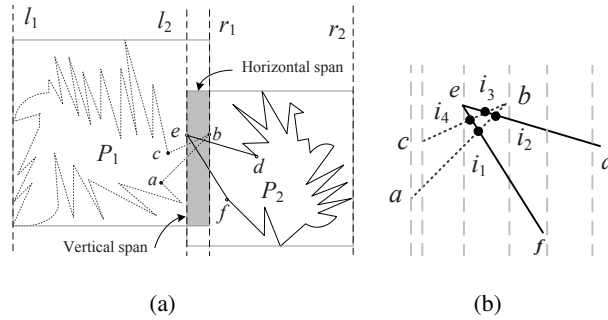 l₁ l₂ r₁ r₂
Horizontal span
P₁
e b
c
d
a
P₂
f
Vertical span
(a)
e i₃ b
i₄
c i₂
i₁ d
a
f
(b)